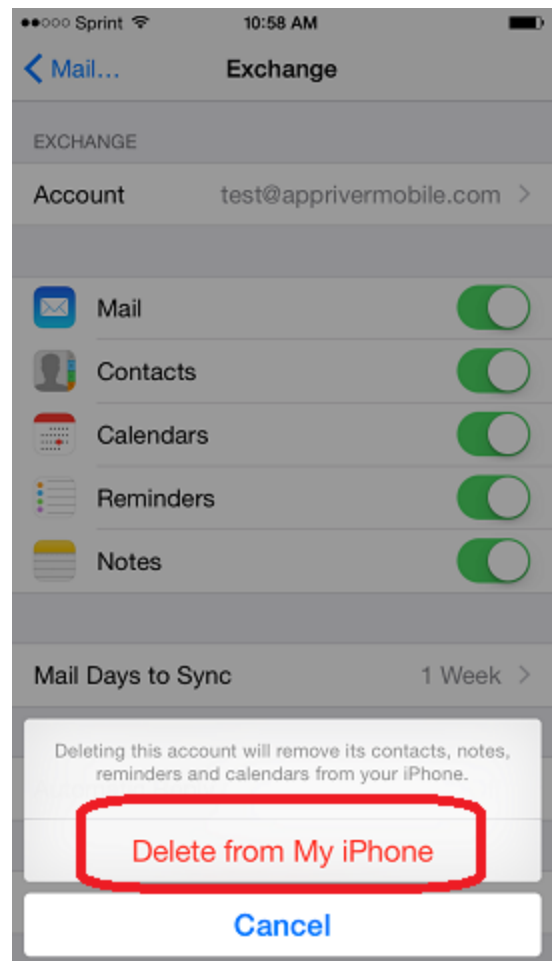 Sprint 10:58 AM
Mail... Exchange
EXCHANGE
Account test@apprivermobile.com
Mail
Contacts
Calendars
Reminders
Notes
Mail Days to Sync 1 Week
Deleting this account will remove its contacts, notes,
reminders and calendars from your iPhone.
Delete from My iPhone
Cancel